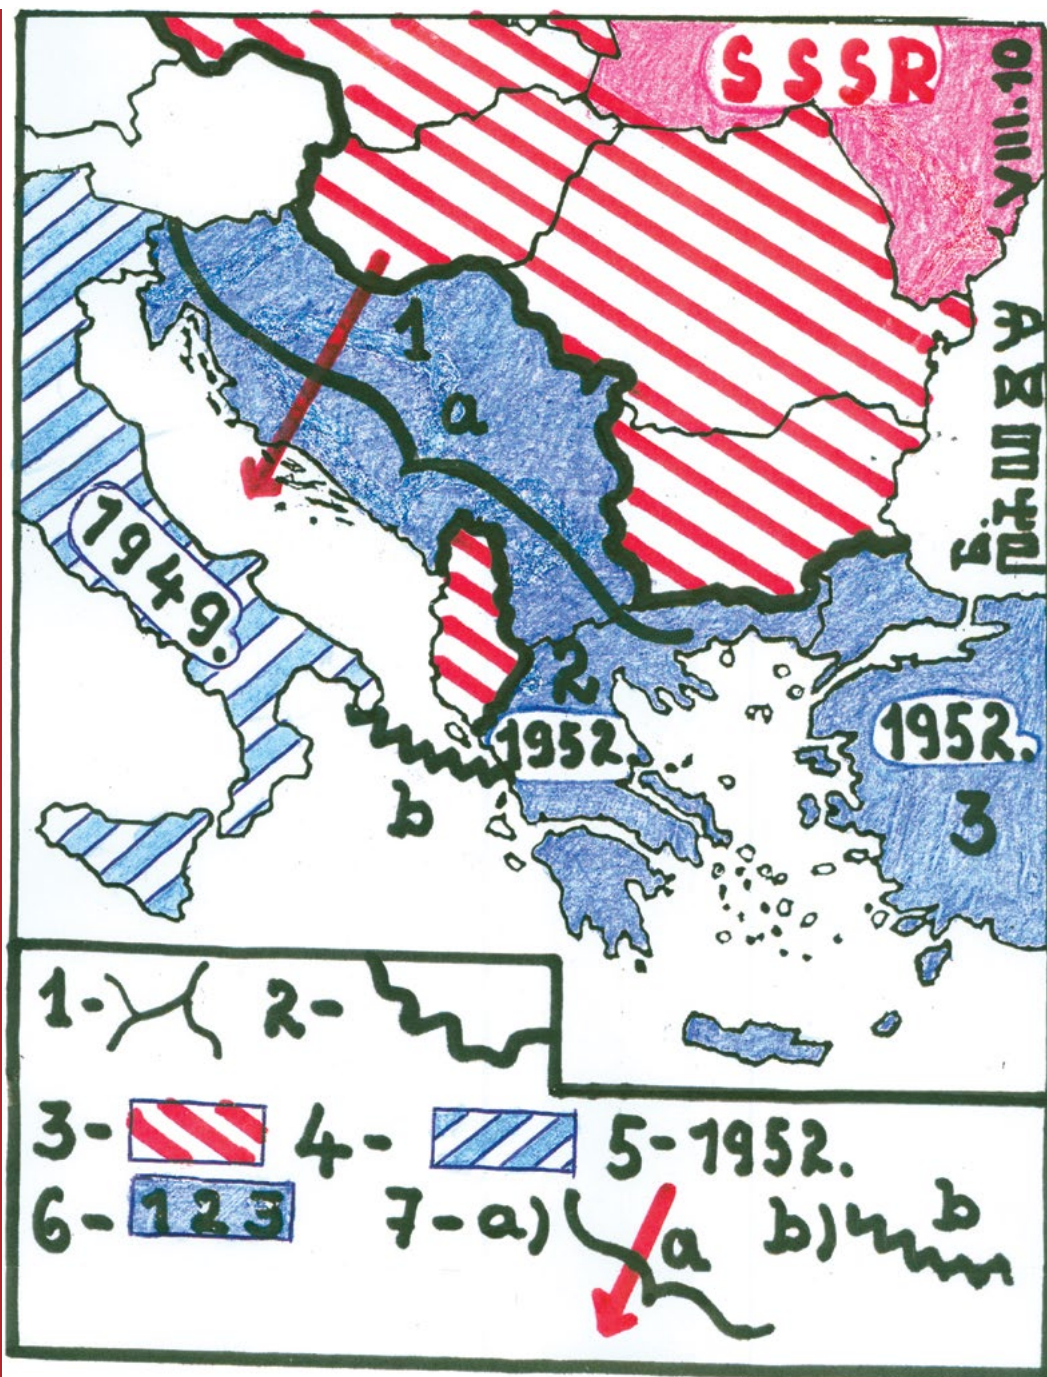 SSSR
VIII.10
1
a
1949.
2
1952.
1952.
3
b
1-
2-
3-
4-
5-1952.
6-123
7-a) a b) b